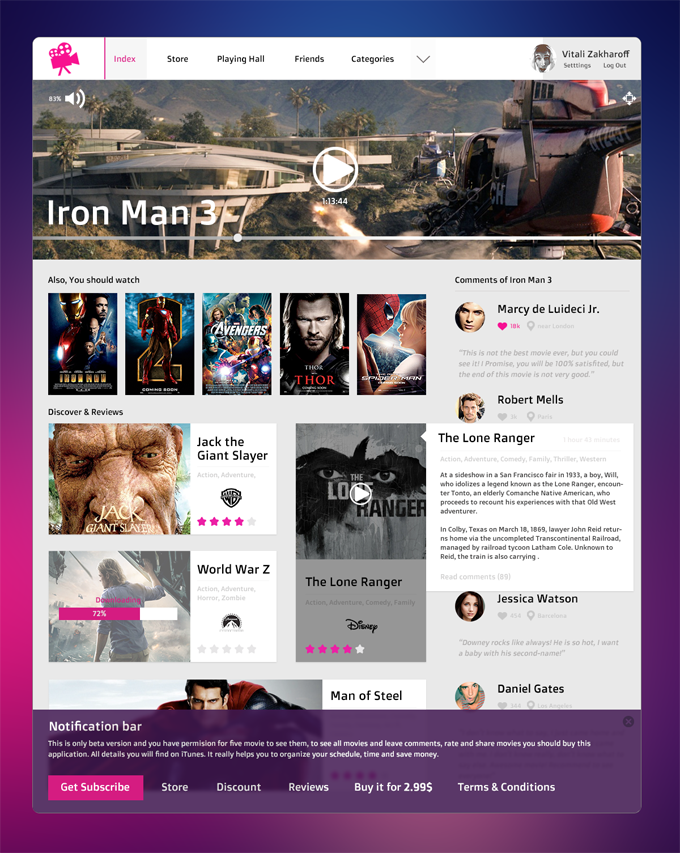 Index
Store
Playing Hall
Friends
Categories
Vitali Zakharoff
Setttings
Log Out
83%
1:13:44
Iron Man 3
Also, You should watch
IRON MAN
2
COMING SOON
AVENGERS
THOR
THOR
SPIDER-MAN
COMING SOON
Comments of Iron Man 3
Marcy de Luideci Jr.
18k
near London
“This is not the best movie ever, but you could
see it! I Promise, you will be 100% satisfited, but
the end of this movie is not very good.”
Robert Mells
3k
Paris
Discover & Reviews
JACK
GIANT SLAYER
Jack the
Giant Slayer
Action, Adventure,
WB
THE
LONE
RANGER
The Lone Ranger
1 hour 45 minutes
Action, Adventure, Comedy, Family, Thriller, Western
At a sideshow in a San Francisco fair in 1933, a boy, Will,
who idolizes a legend known as the Lone Ranger, encoun-
ter Tonto, an elderly Comanche Native American, who
proceeds to recount his experiences with that Old West
adventurer.
In Colby, Texas on March 18, 1869, lawyer John Reid retur-
ns home via the uncompleted Transcontinental Railroad,
managed by railroad tycoon Latham Cole. Unknown to
Reid, the train is also carrying .
Read comments (89)
Downloading
72%
World War Z
Action, Adventure,
Horror, Zombie
The Lone Ranger
Action, Adventure, Comedy, Family
Disney
Jessica Watson
Barcelona
“Downey rocks like always! He is so hot, I want
a baby with his second-name!”
Daniel Gates
Los Angeles
Man of Steel
Notification bar
This is only beta version and you have permision for five movie to see them, to see all movies and leave comments, rate and share movies you should buy this
application. All details you will find on iTunes. It really helps you to organize your schedule, time and save money.
Get Subscribe
Store
Discount
Reviews
Buy it for 2.99$
Terms & Conditions